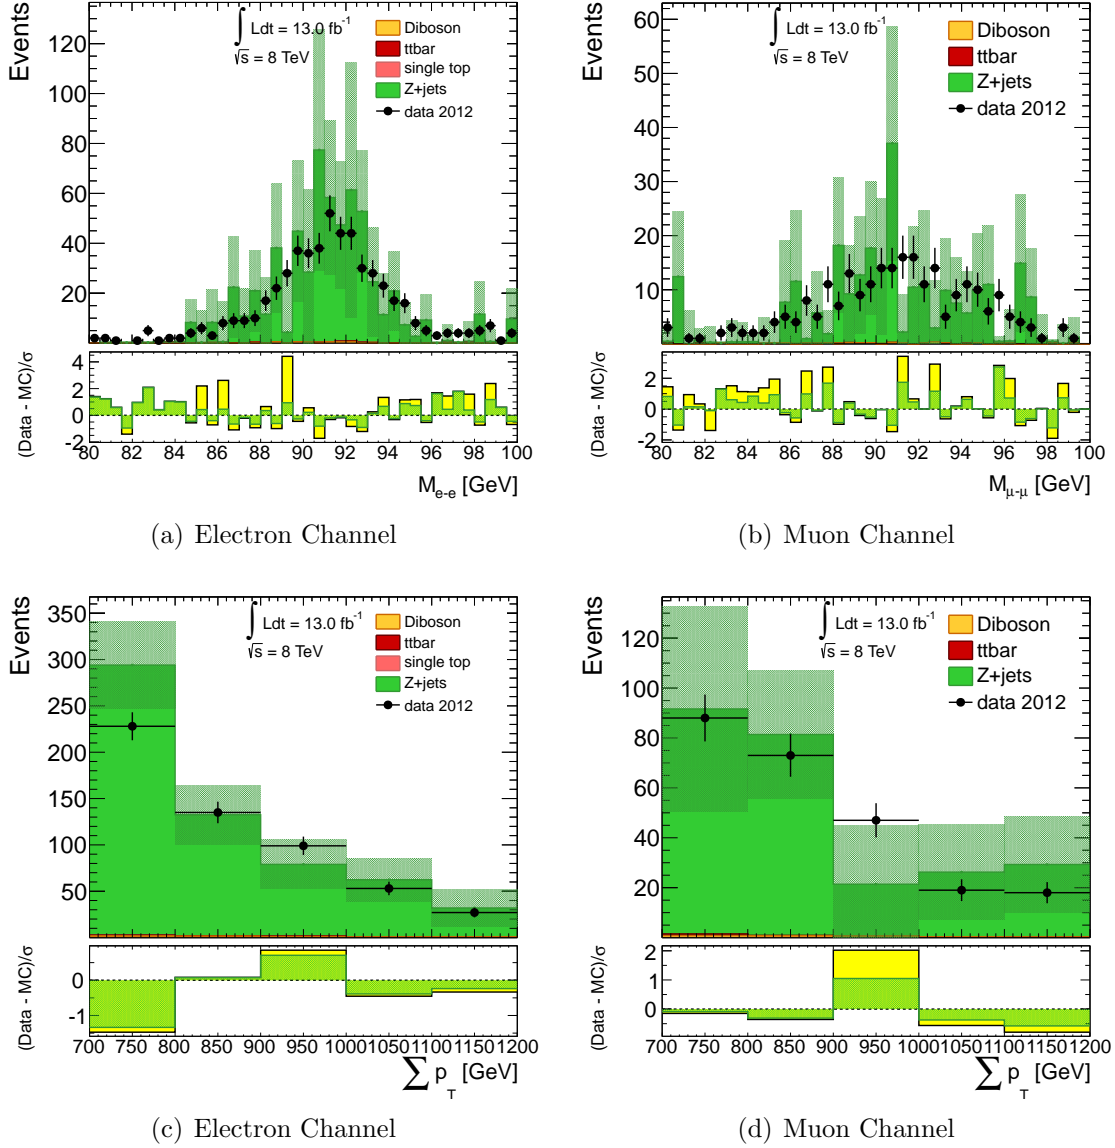 Events
∫ Ldt = 13.0 fb⁻¹
√s = 8 TeV
Diboson
ttbar
single top
Z+jets
data 2012
120
100
80
60
40
20
(Data - MC)/σ
4
2
0
-2
80 82 84 86 88 90 92 94 96 98 100
M_e-e [GeV]
(a) Electron Channel
Events
∫ Ldt = 13.0 fb⁻¹
√s = 8 TeV
Diboson
ttbar
Z+jets
data 2012
60
50
40
30
20
10
(Data - MC)/σ
2
0
-2
80 82 84 86 88 90 92 94 96 98 100
M_μ-μ [GeV]
(b) Muon Channel
Events
∫ Ldt = 13.0 fb⁻¹
√s = 8 TeV
Diboson
ttbar
single top
Z+jets
data 2012
350
300
250
200
150
100
50
(Data - MC)/σ
0
-1
700 750 800 850 900 950 1000 1050 1100 1150 1200
∑ p_T [GeV]
(c) Electron Channel
Events
∫ Ldt = 13.0 fb⁻¹
√s = 8 TeV
Diboson
ttbar
Z+jets
data 2012
120
100
80
60
40
20
(Data - MC)/σ
2
1
0
700 750 800 850 900 950 1000 1050 1100 1150 1200
∑ p_T [GeV]
(d) Muon Channel